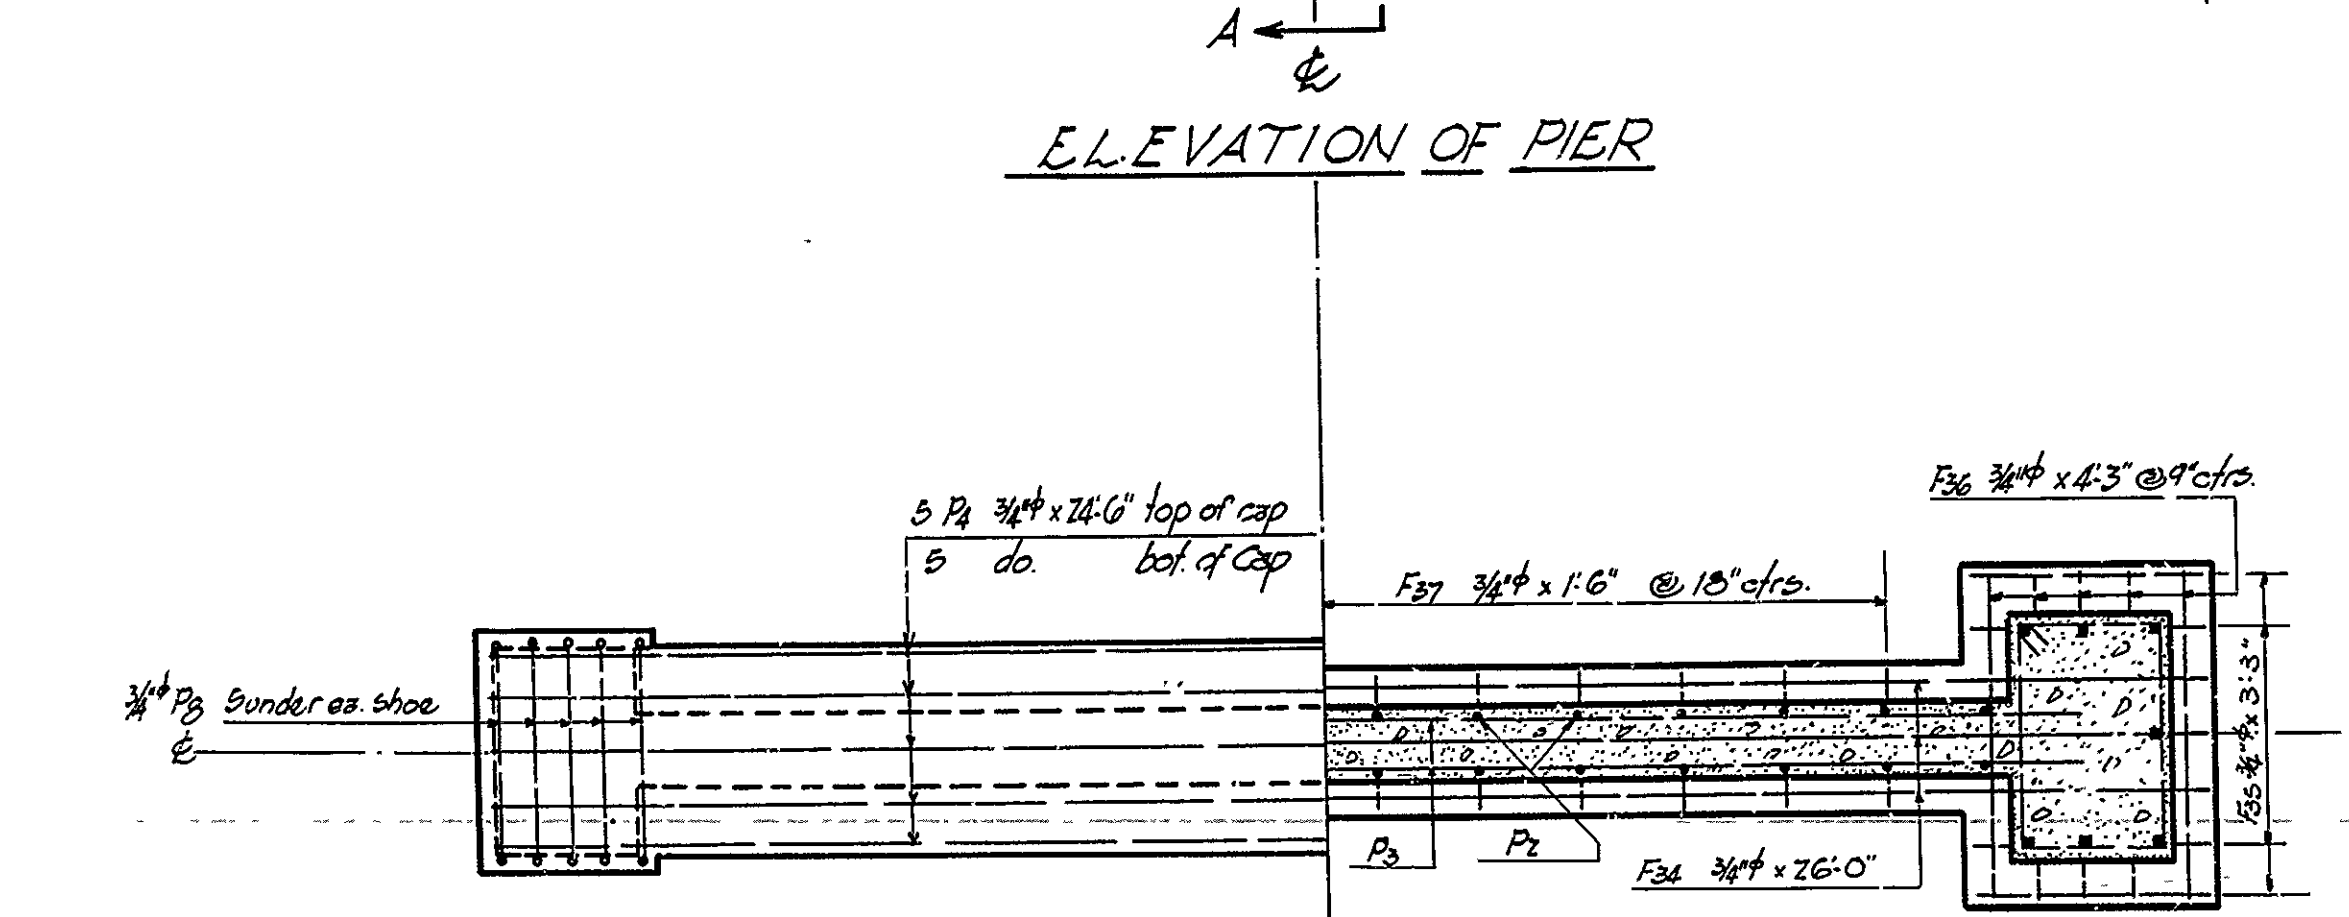 A
℄
ELEVATION OF PIER
F36 3/4"ϕ x 4'-3" @ 9" ctrs.
5 P4 3/4"ϕ x 24'-6" top of cap
5 do. bot. of Cap
F37 3/4"ϕ x 1'-6" @ 18" ctrs.
3/4"ϕ P8 5 under ea. shoe
℄
F35 3/4"ϕ x 3'-3"
P3
P2
F34 3/4"ϕ x 26'-0"